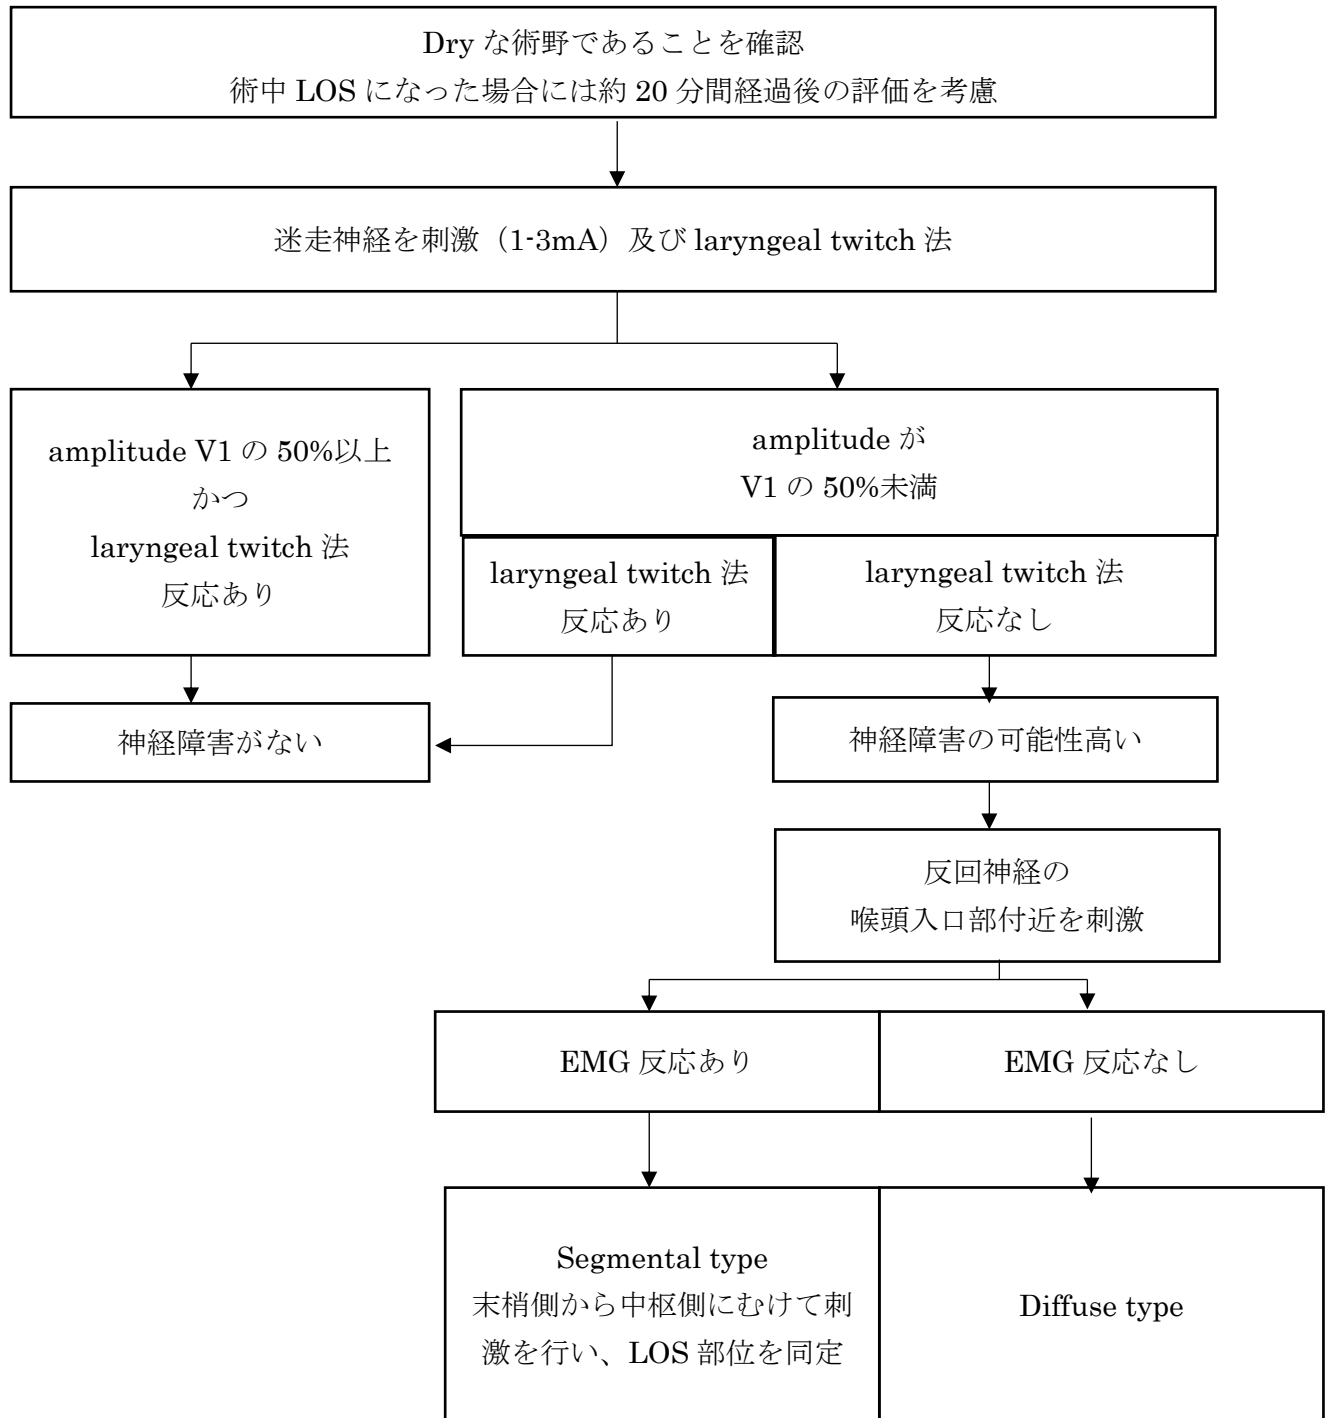 Dry な術野であることを確認
術中 LOS になった場合には約 20 分間経過後の評価を考慮
迷走神経を刺激（1-3mA）及び laryngeal twitch 法
amplitude V1 の 50%以上
かつ
laryngeal twitch 法
反応あり
amplitude が
V1 の 50%未満
laryngeal twitch 法
反応あり
laryngeal twitch 法
反応なし
神経障害がない
神経障害の可能性高い
反回神経の
喉頭入口部付近を刺激
EMG 反応あり
EMG 反応なし
Segmental type
末梢側から中枢側にむけて刺
激を行い、LOS 部位を同定
Diffuse type